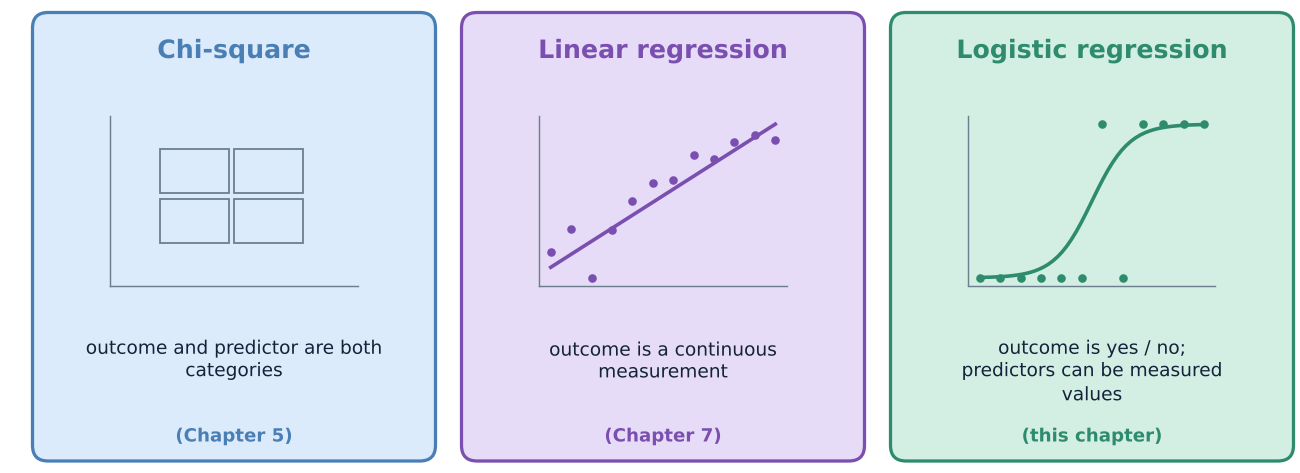 Chi-square
outcome and predictor are both
categories
(Chapter 5)
Linear regression
outcome is a continuous
measurement
(Chapter 7)
Logistic regression
outcome is yes / no;
predictors can be measured
values
(this chapter)